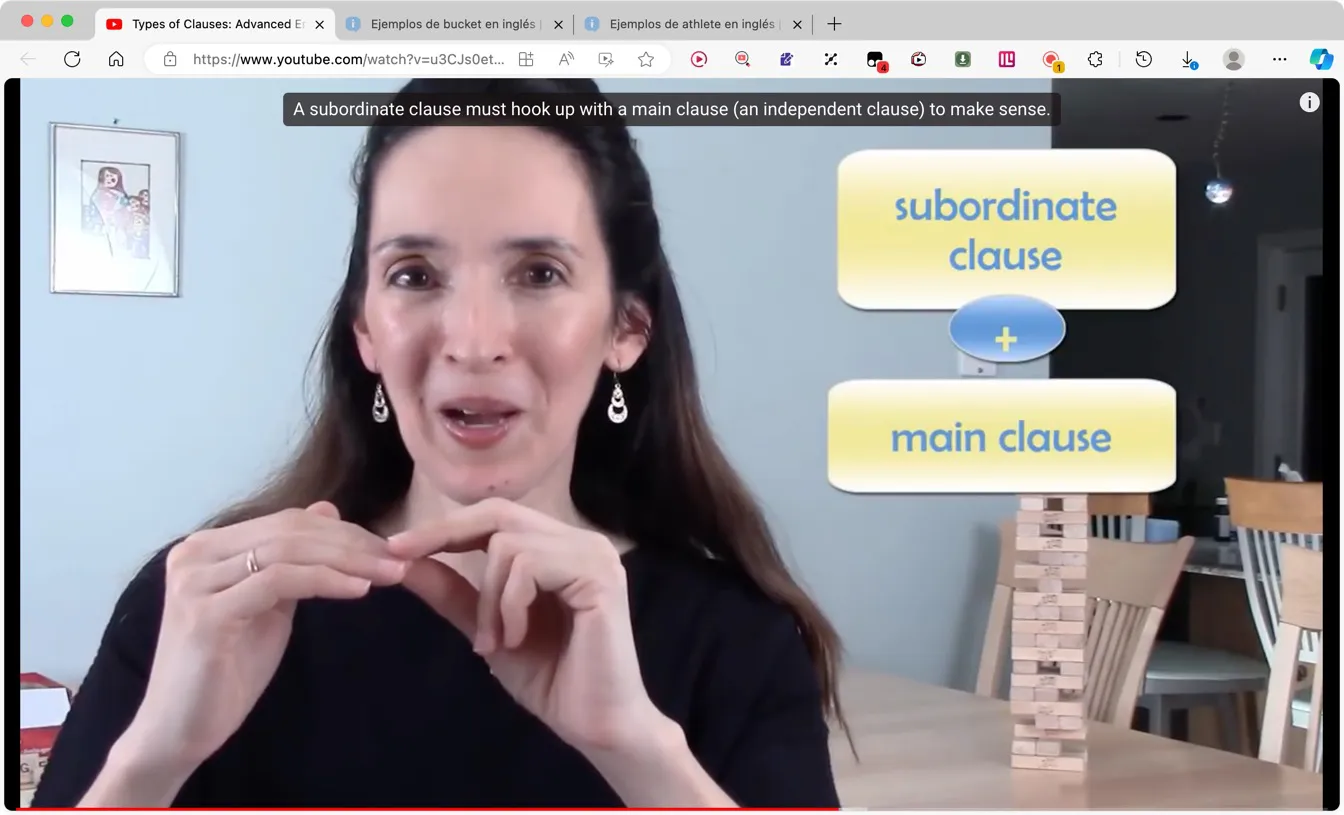 Types of Clauses: Advanced E
Ejemplos de bucket en inglés
Ejemplos de athlete en inglés
https://www.youtube.com/watch?v=u3CJs0et...
4
1
A subordinate clause must hook up with a main clause (an independent clause) to make sense.
subordinate
clause
+
main clause